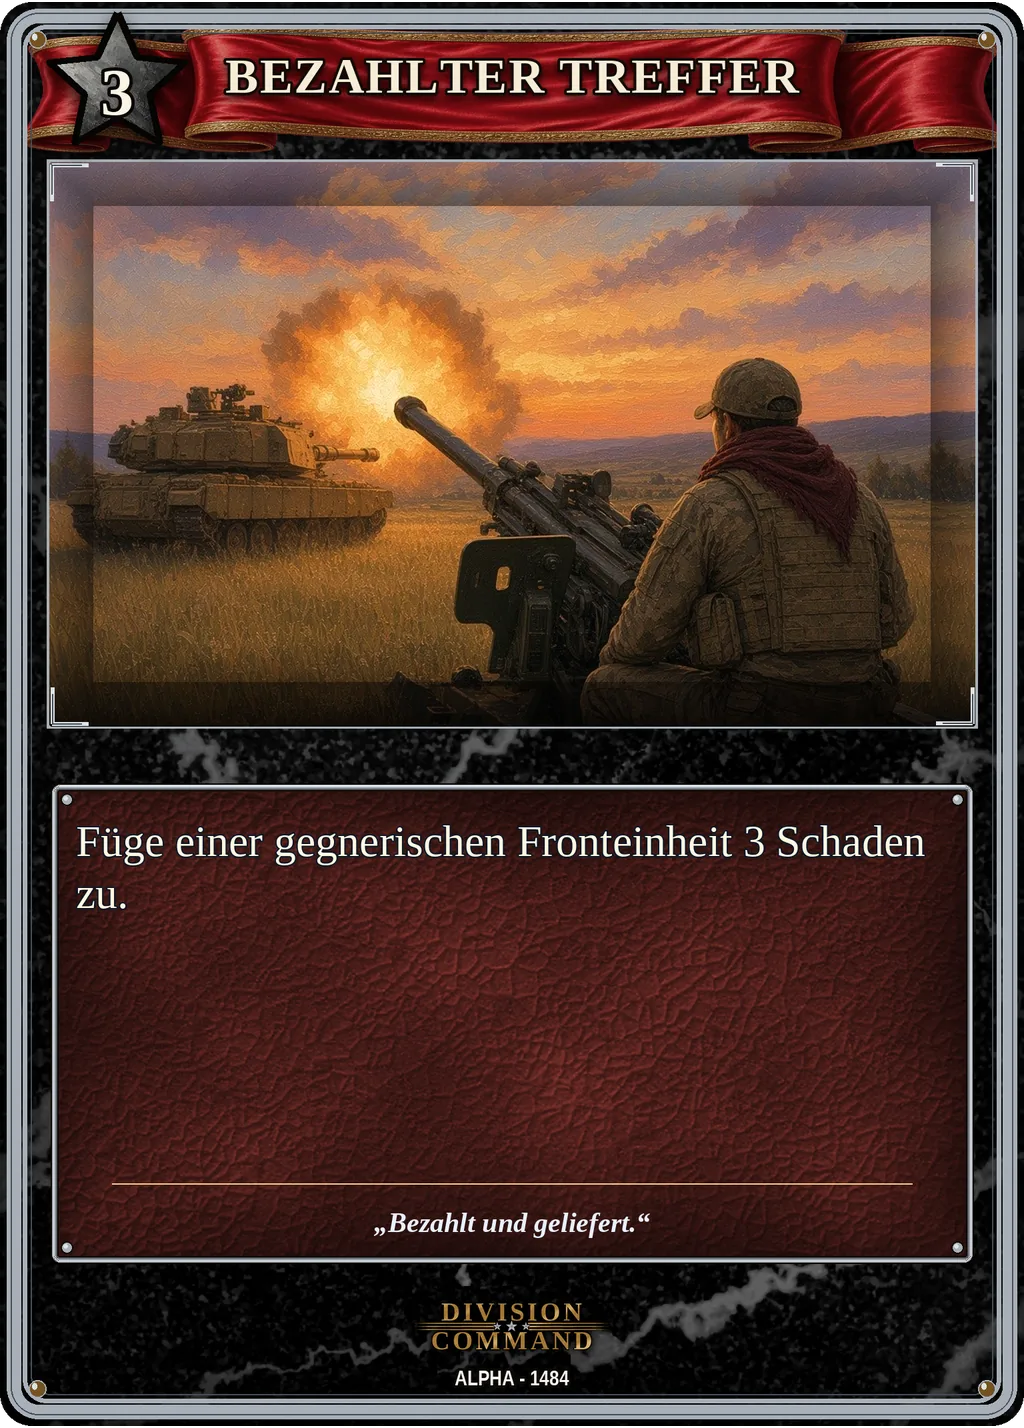 3
BEZAHLTER TREFFER
Füge einer gegnerischen Fronteinheit 3 Schaden
zu.
„Bezahlt und geliefert.“
DIVISION
COMMAND
ALPHA - 1484